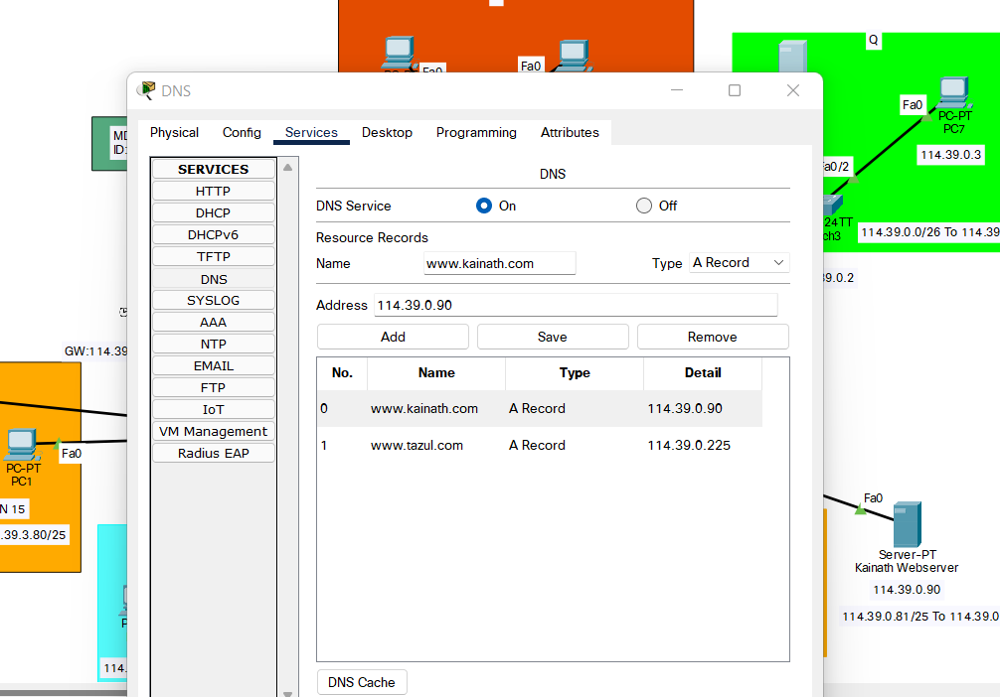 Q
Fa0
Fa0
DNS
Fa0
PC-PT
PC7
114.39.0.3
Physical
Config
Services
Desktop
Programming
Attributes
SERVICES
HTTP
DHCP
DHCPv6
TFTP
DNS
SYSLOG
AAA
NTP
EMAIL
FTP
IoT
VM Management
Radius EAP
DNS
DNS Service
On
Off
Resource Records
Name
www.kainath.com
Type
A Record
Address
114.39.0.90
Add
Save
Remove
No. Name Type Detail
0 www.kainath.com A Record 114.39.0.90
1 www.tazul.com A Record 114.39.0.225
DNS Cache
a0/2
24TT
ch3
114.39.0.0/26 To 114.39
39.0.2
ID:
GW:114.39
Fa0
PC-PT
PC1
N 15
.39.3.80/25
114.
Fa0
Server-PT
Kainath Webserver
114.39.0.90
114.39.0.81/25 To 114.39.0